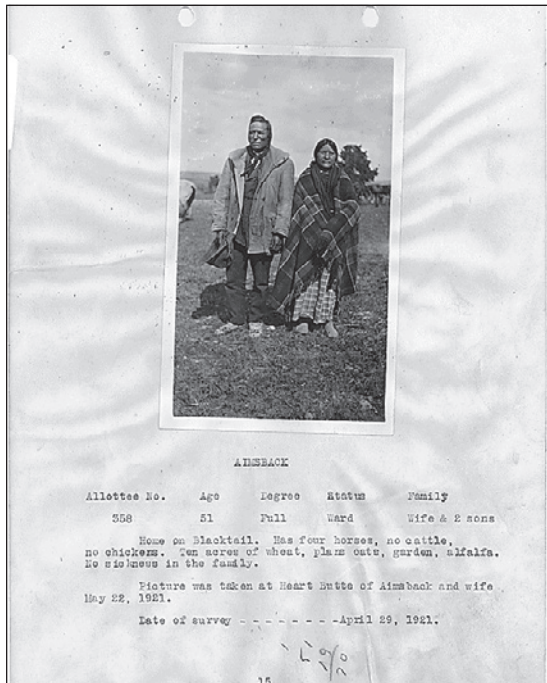 AIMSBACK
Allottee No. Age Degree Status Family
358 51 Full Ward Wife & 2 sons
Home on Blacktail. Has four horses, no cattle,
no chickens. Ten acres of wheat, plans oats, garden, alfalfa.
No sickness in the family.
Picture was taken at Heart Butte of Aimsback and wife
May 22, 1921.
Date of survey - - - - - - - -April 29, 1921.
15